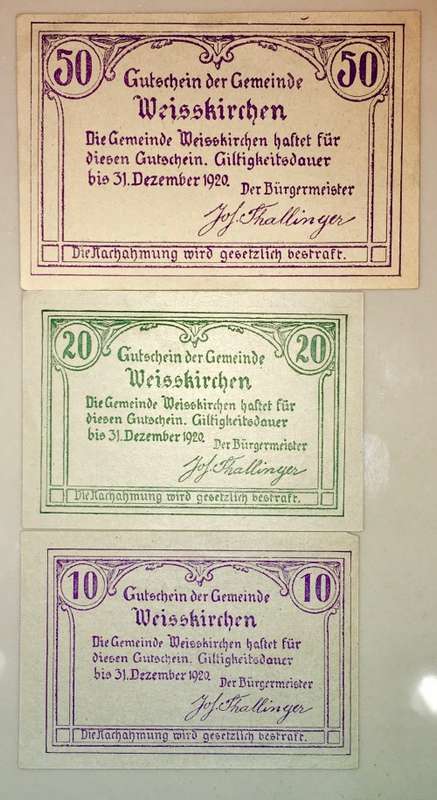 50 50
Gutschein der Gemeinde
Weisskirchen
Die Gemeinde Weisskirchen haftet für
diesen Gutschein. Giltigkeitsdauer
bis 31. Dezember 1920.
Der Bürgermeister
Jos. Thallinger
Die Nachahmung wird gesetzlich bestraft.
20 20
Gutschein der Gemeinde
Weisskirchen
Die Gemeinde Weisskirchen haftet für
diesen Gutschein. Giltigkeitsdauer
bis 31. Dezember 1920
Der Bürgermeister
Jos. Thallinger
Die Nachahmung wird gesetzlich bestraft.
10 10
Gutschein der Gemeinde
Weisskirchen
Die Gemeinde Weisskirchen haftet für
diesen Gutschein. Giltigkeitsdauer
bis 31. Dezember 1920
Der Bürgermeister
Jos. Thallinger
Die Nachahmung wird gesetzlich bestraft.